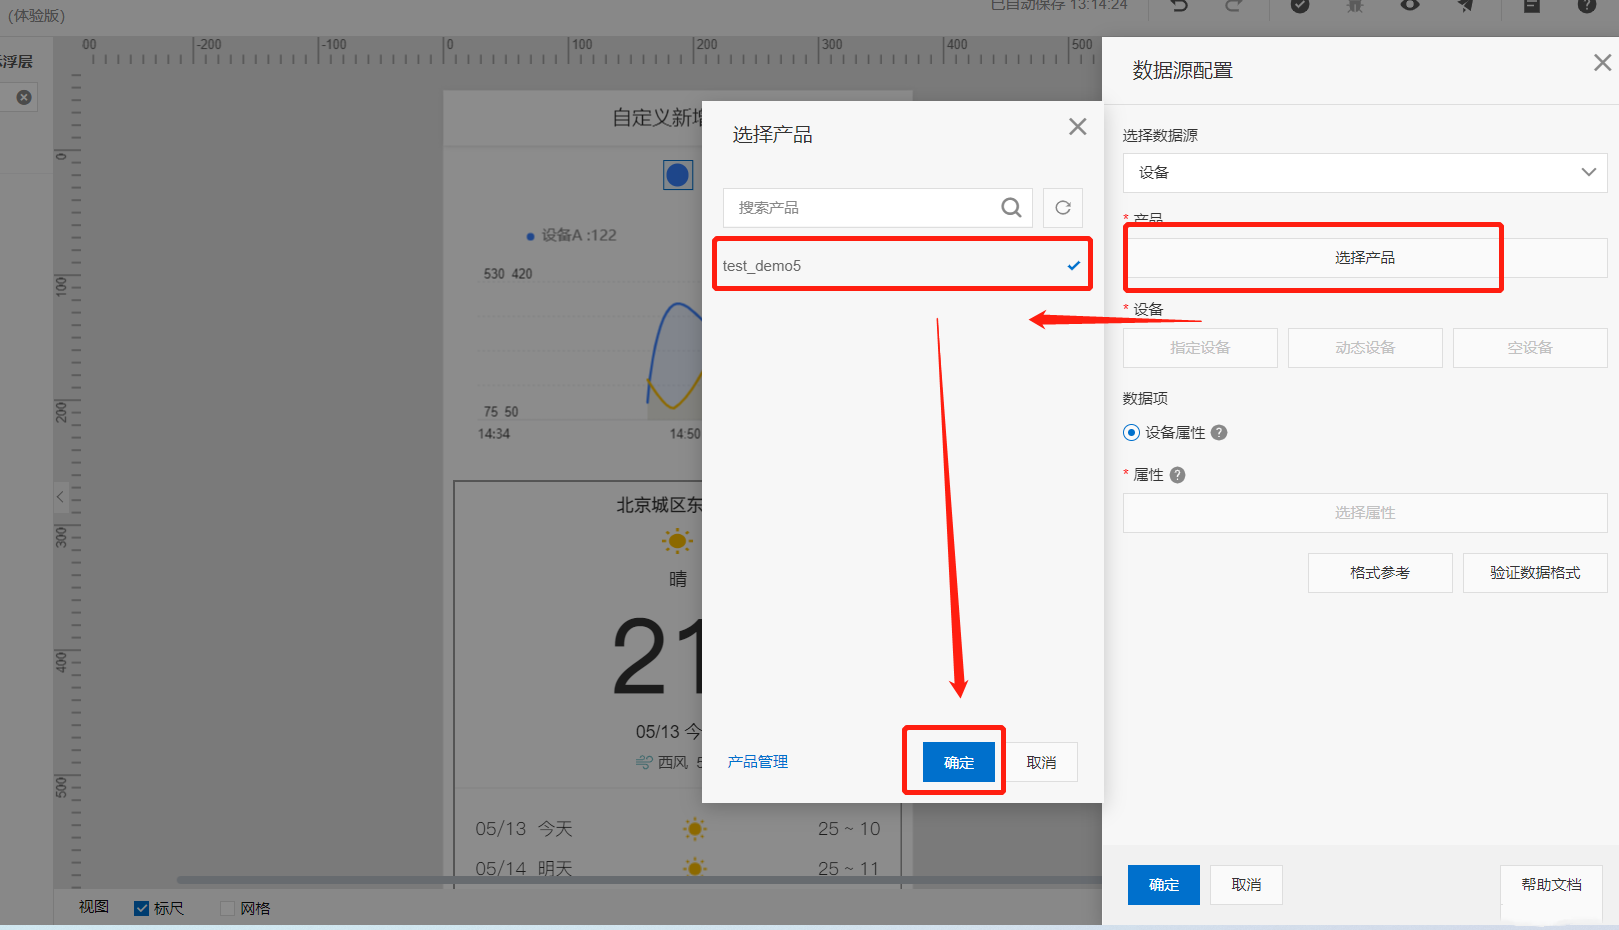 (体验版)
已自动保存 13:14:24
浮层
00
-200
-100
0
100
200
300
400
500
0
100
200
300
400
500
自定义新增
设备A :122
530 420
75 50
14:34
14:50
北京城区东
晴
21
05/13 今
西风
05/13 今天
25 ~ 10
05/14 明天
25 ~ 11
视图
标尺
网格
选择产品
搜索产品
test_demo5
产品管理
确定
取消
数据源配置
选择数据源
设备
* 产品
选择产品
* 设备
指定设备
动态设备
空设备
数据项
设备属性 ?
* 属性 ?
选择属性
格式参考
验证数据格式
确定
取消
帮助文档